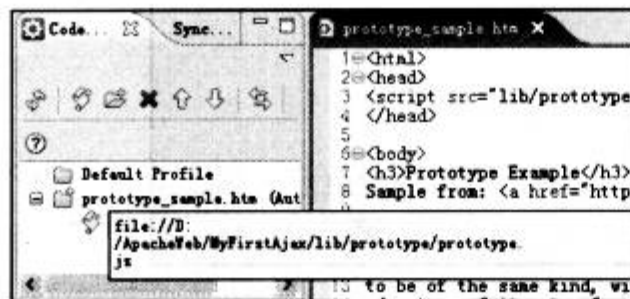 Code...
Sync...
Default Profile
prototype_sample.htm (Aut
file://D:
/ApacheWeb/MyFirstAjax/lib/prototype/prototype.
js
prototype_sample.htm
1 <html>
2 <head>
3 <script src="lib/prototype
4 </head>
5
6 <body>
7 <h3>Prototype Example</h3>
8 Sample from: <a href="http
13 to be of the same kind, wi